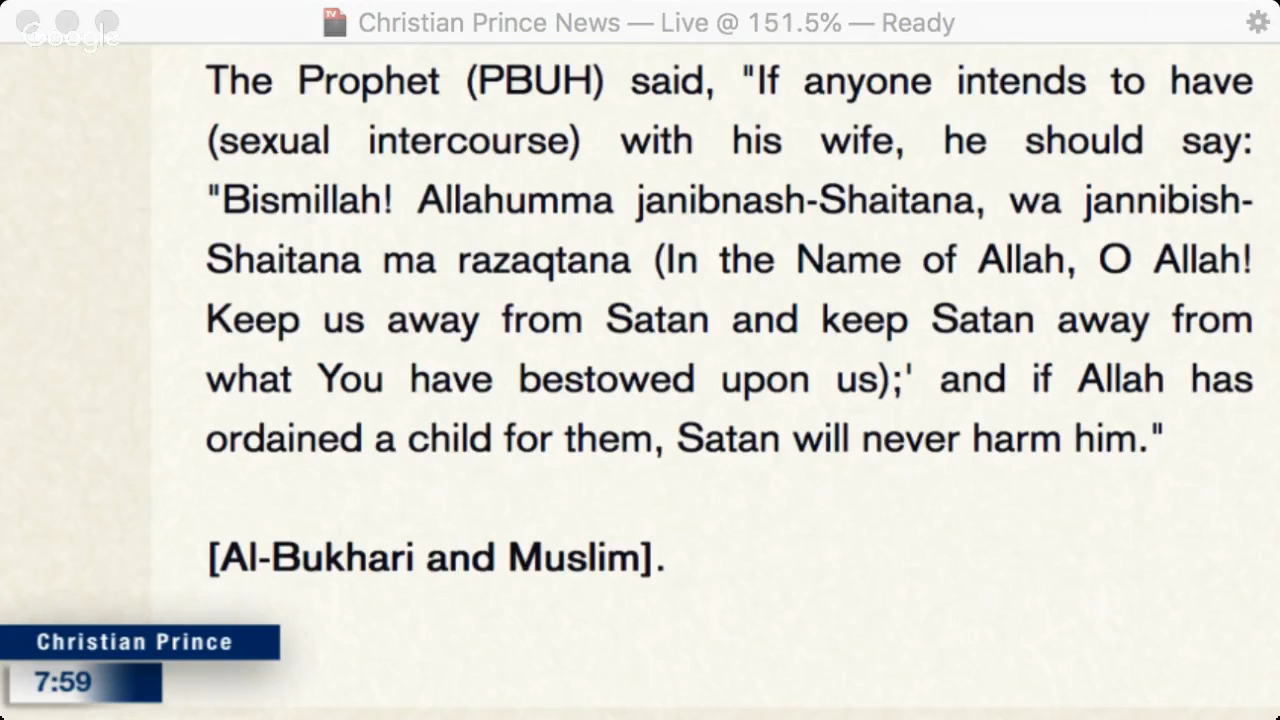 Christian Prince News — Live @ 151.5% — Ready
Google
The Prophet (PBUH) said, "If anyone intends to have
(sexual intercourse) with his wife, he should say:
"Bismillah! Allahumma janibnash-Shaitana, wa jannibish-
Shaitana ma razaqtana (In the Name of Allah, O Allah!
Keep us away from Satan and keep Satan away from
what You have bestowed upon us);' and if Allah has
ordained a child for them, Satan will never harm him."
[Al-Bukhari and Muslim].
Christian Prince
7:59